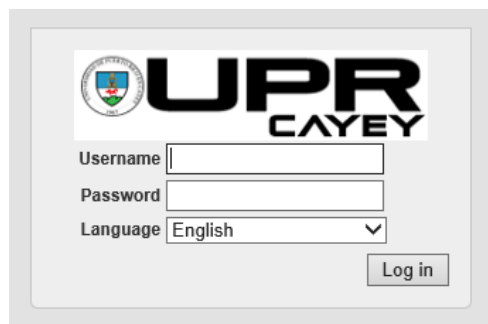 UPR
CAYEY
Username
Password
Language English
Log in